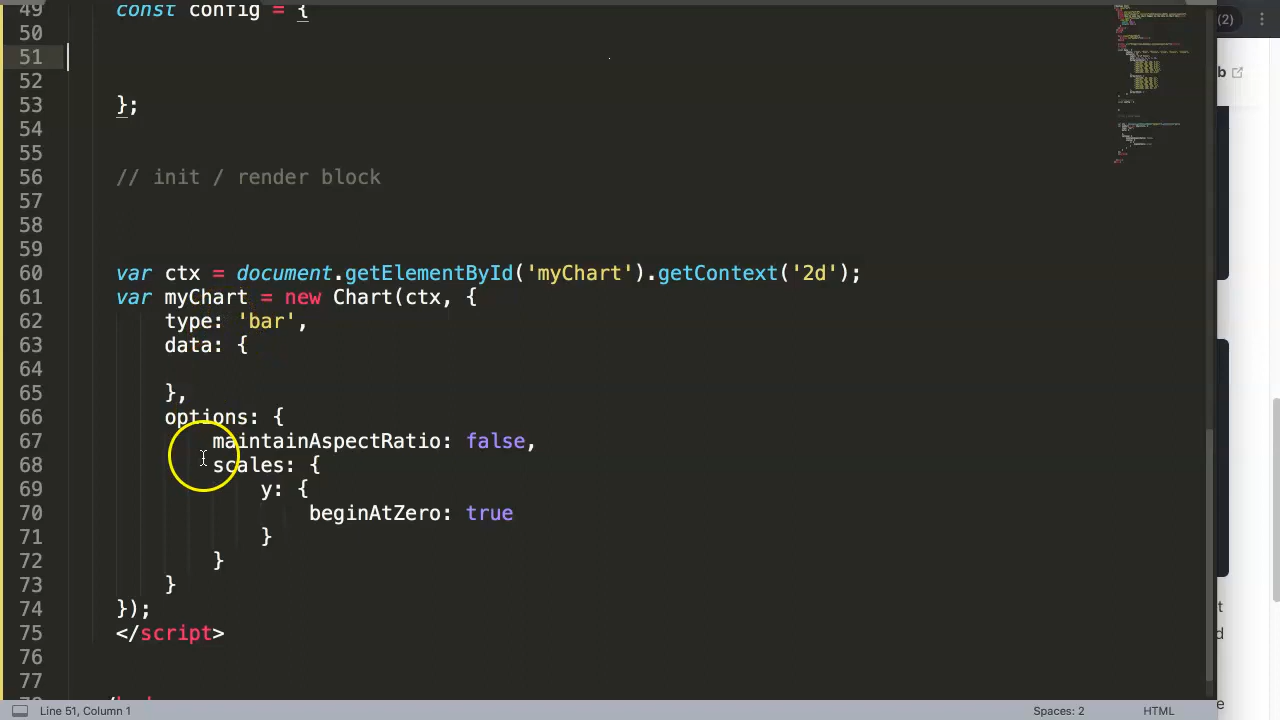 49 const config = {
50
51
52
53 };
54
55
56 // init / render block
57
58
59
60 var ctx = document.getElementById('myChart').getContext('2d');
61 var myChart = new Chart(ctx, {
62 type: 'bar',
63 data: {
64
65 },
66 options: {
67 maintainAspectRatio: false,
68 scales: {
69 y: {
70 beginAtZero: true
71 }
72 }
73 }
74 });
75 </script>
76
77
Line 51, Column 1
Spaces: 2
HTML
(2)